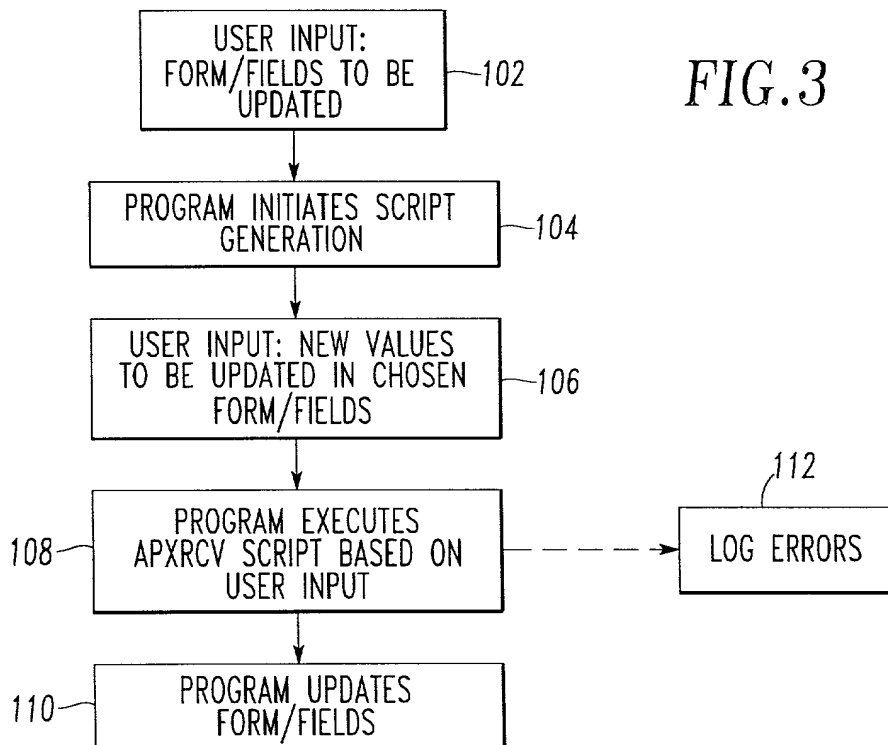 USER INPUT:
FORM/FIELDS TO BE
UPDATED
102
FIG.3
PROGRAM INITIATES SCRIPT
GENERATION
104
USER INPUT: NEW VALUES
TO BE UPDATED IN CHOSEN
FORM/FIELDS
106
108
PROGRAM EXECUTES
APXRCV SCRIPT BASED ON
USER INPUT
112
LOG ERRORS
110
PROGRAM UPDATES
FORM/FIELDS